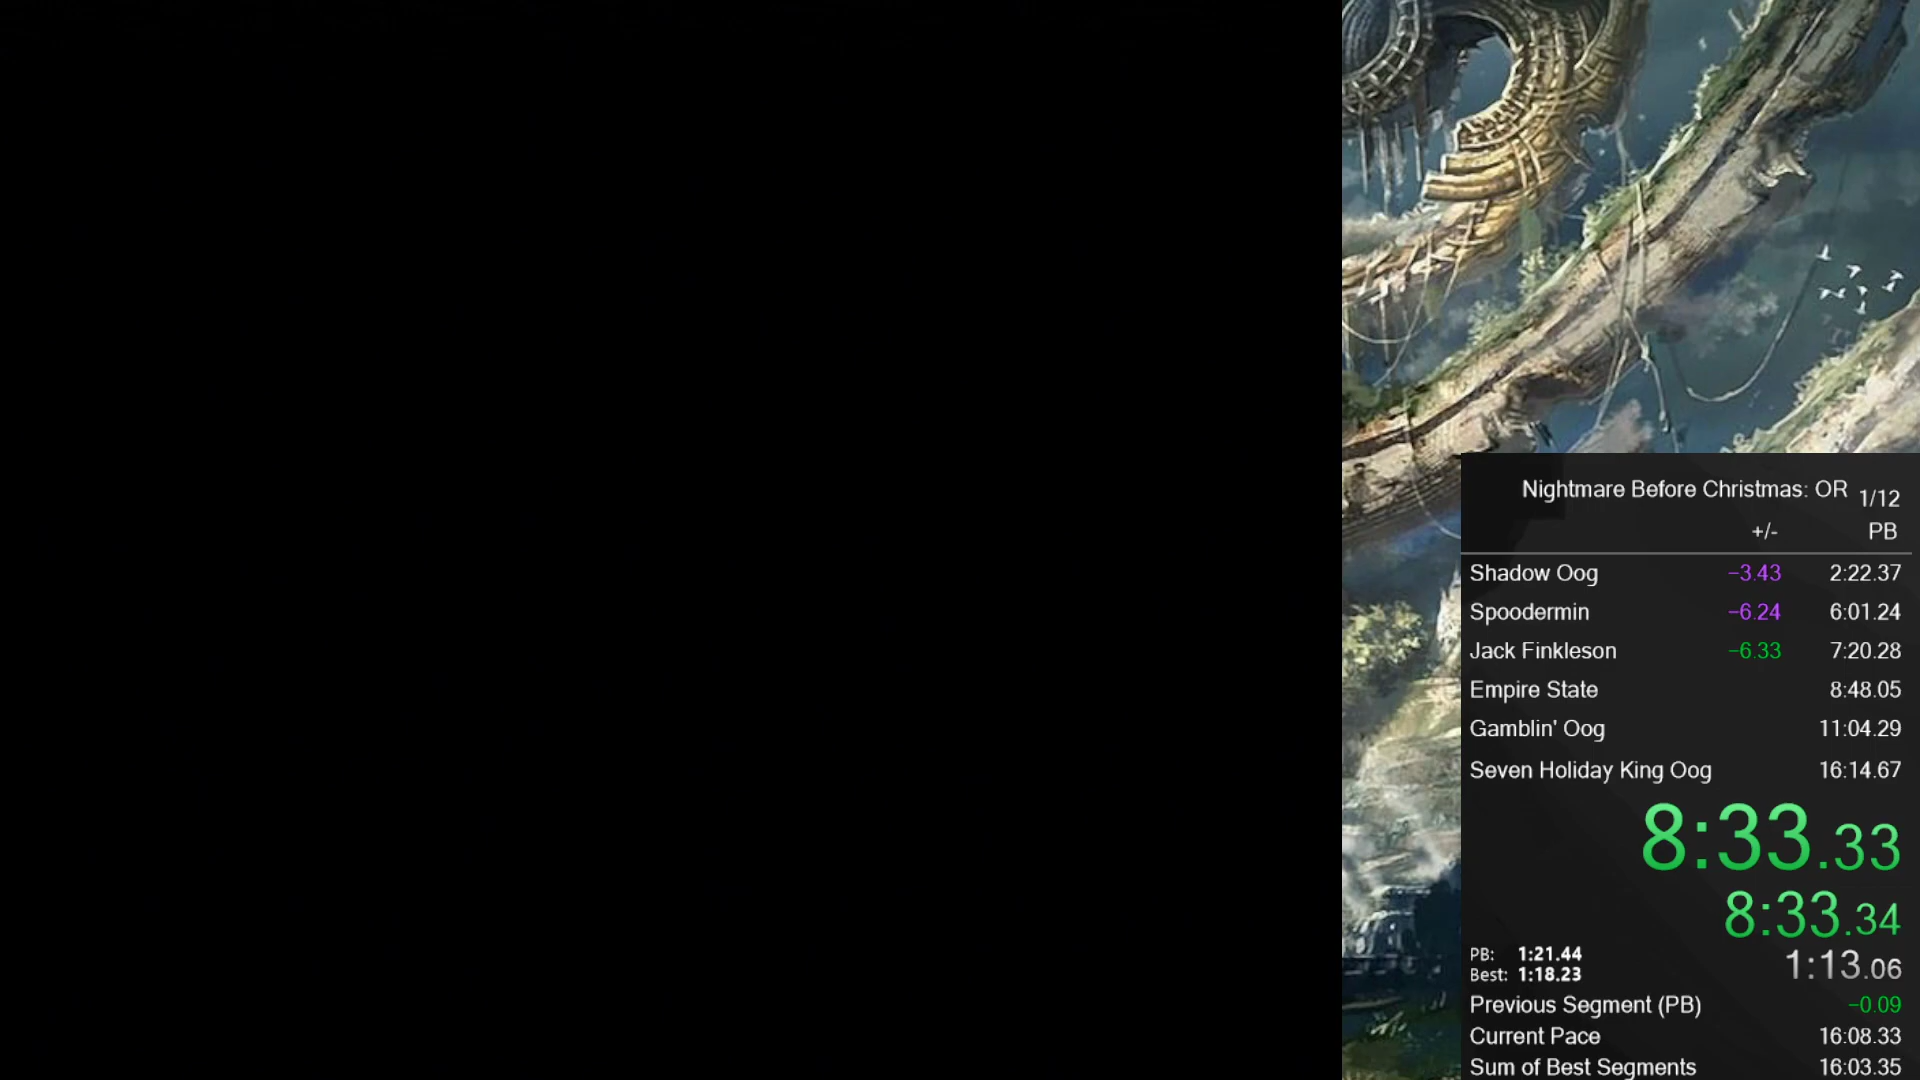 Nightmare Before Christmas: OR 1/12
+/- PB
Shadow Oog −3.43 2:22.37
Spoodermin −6.24 6:01.24
Jack Finkleson −6.33 7:20.28
Empire State 8:48.05
Gamblin' Oog 11:04.29
Seven Holiday King Oog 16:14.67
8:33.33
8:33.34
PB: 1:21.44
Best: 1:18.23
1:13.06
Previous Segment (PB) −0.09
Current Pace 16:08.33
Sum of Best Segments 16:03.35